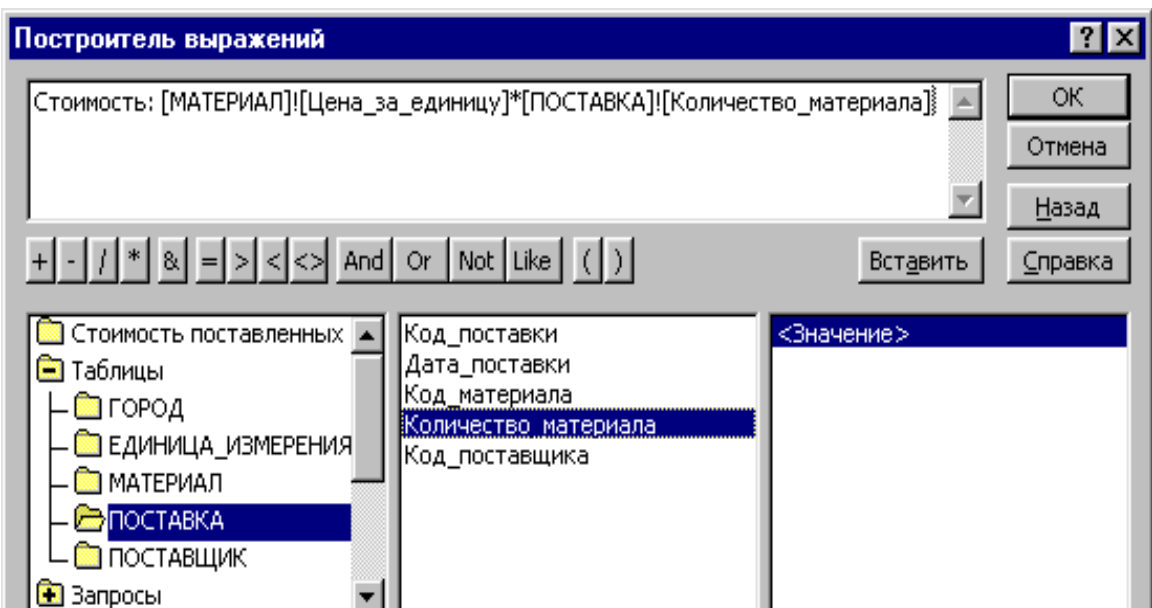 Построитель выражений
Стоимость: [МАТЕРИАЛ]![Цена_за_единицу]*[ПОСТАВКА]![Количество_материала]
ОК
Отмена
Назад
+ - / * & = > < <> And Or Not Like ( ) Вставить Справка
Стоимость поставленных
Таблицы
ГОРОД
ЕДИНИЦА_ИЗМЕРЕНИЯ
МАТЕРИАЛ
ПОСТАВКА
ПОСТАВЩИК
Запросы
Код_поставки
Дата_поставки
Код_материала
Количество_материала
Код_поставщика
<Значение>